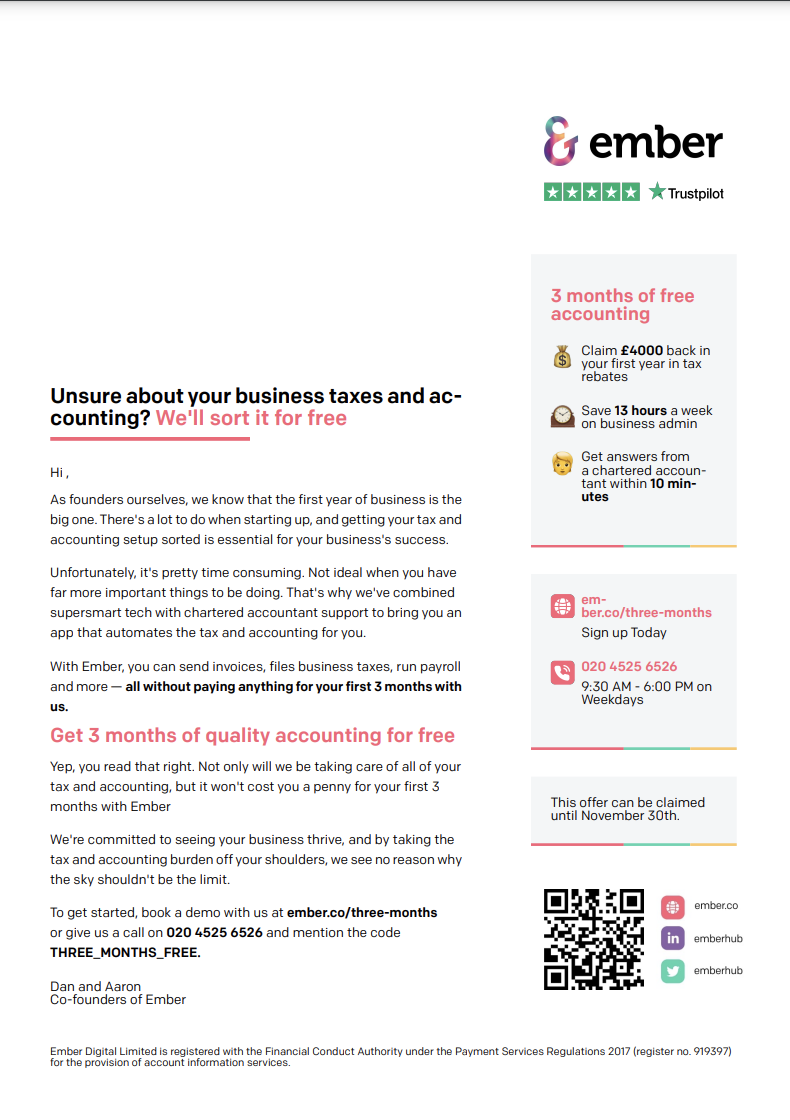 ember
Trustpilot
3 months of free
accounting
Claim £4000 back in
your first year in tax
rebates
Save 13 hours a week
on business admin
Get answers from
a chartered accoun-
tant within 10 min-
utes
Unsure about your business taxes and ac-
counting? We'll sort it for free
Hi ,
As founders ourselves, we know that the first year of business is the
big one. There's a lot to do when starting up, and getting your tax and
accounting setup sorted is essential for your business's success.
Unfortunately, it's pretty time consuming. Not ideal when you have
far more important things to be doing. That's why we've combined
supersmart tech with chartered accountant support to bring you an
app that automates the tax and accounting for you.
With Ember, you can send invoices, files business taxes, run payroll
and more — all without paying anything for your first 3 months with
us.
Get 3 months of quality accounting for free
Yep, you read that right. Not only will we be taking care of all of your
tax and accounting, but it won't cost you a penny for your first 3
months with Ember
We're committed to seeing your business thrive, and by taking the
tax and accounting burden off your shoulders, we see no reason why
the sky shouldn't be the limit.
To get started, book a demo with us at ember.co/three-months
or give us a call on 020 4525 6526 and mention the code
THREE_MONTHS_FREE.
Dan and Aaron
Co-founders of Ember
em-
ber.co/three-months
Sign up Today
020 4525 6526
9:30 AM - 6:00 PM on
Weekdays
This offer can be claimed
until November 30th.
ember.co
emberhub
emberhub
Ember Digital Limited is registered with the Financial Conduct Authority under the Payment Services Regulations 2017 (register no. 919397)
for the provision of account information services.